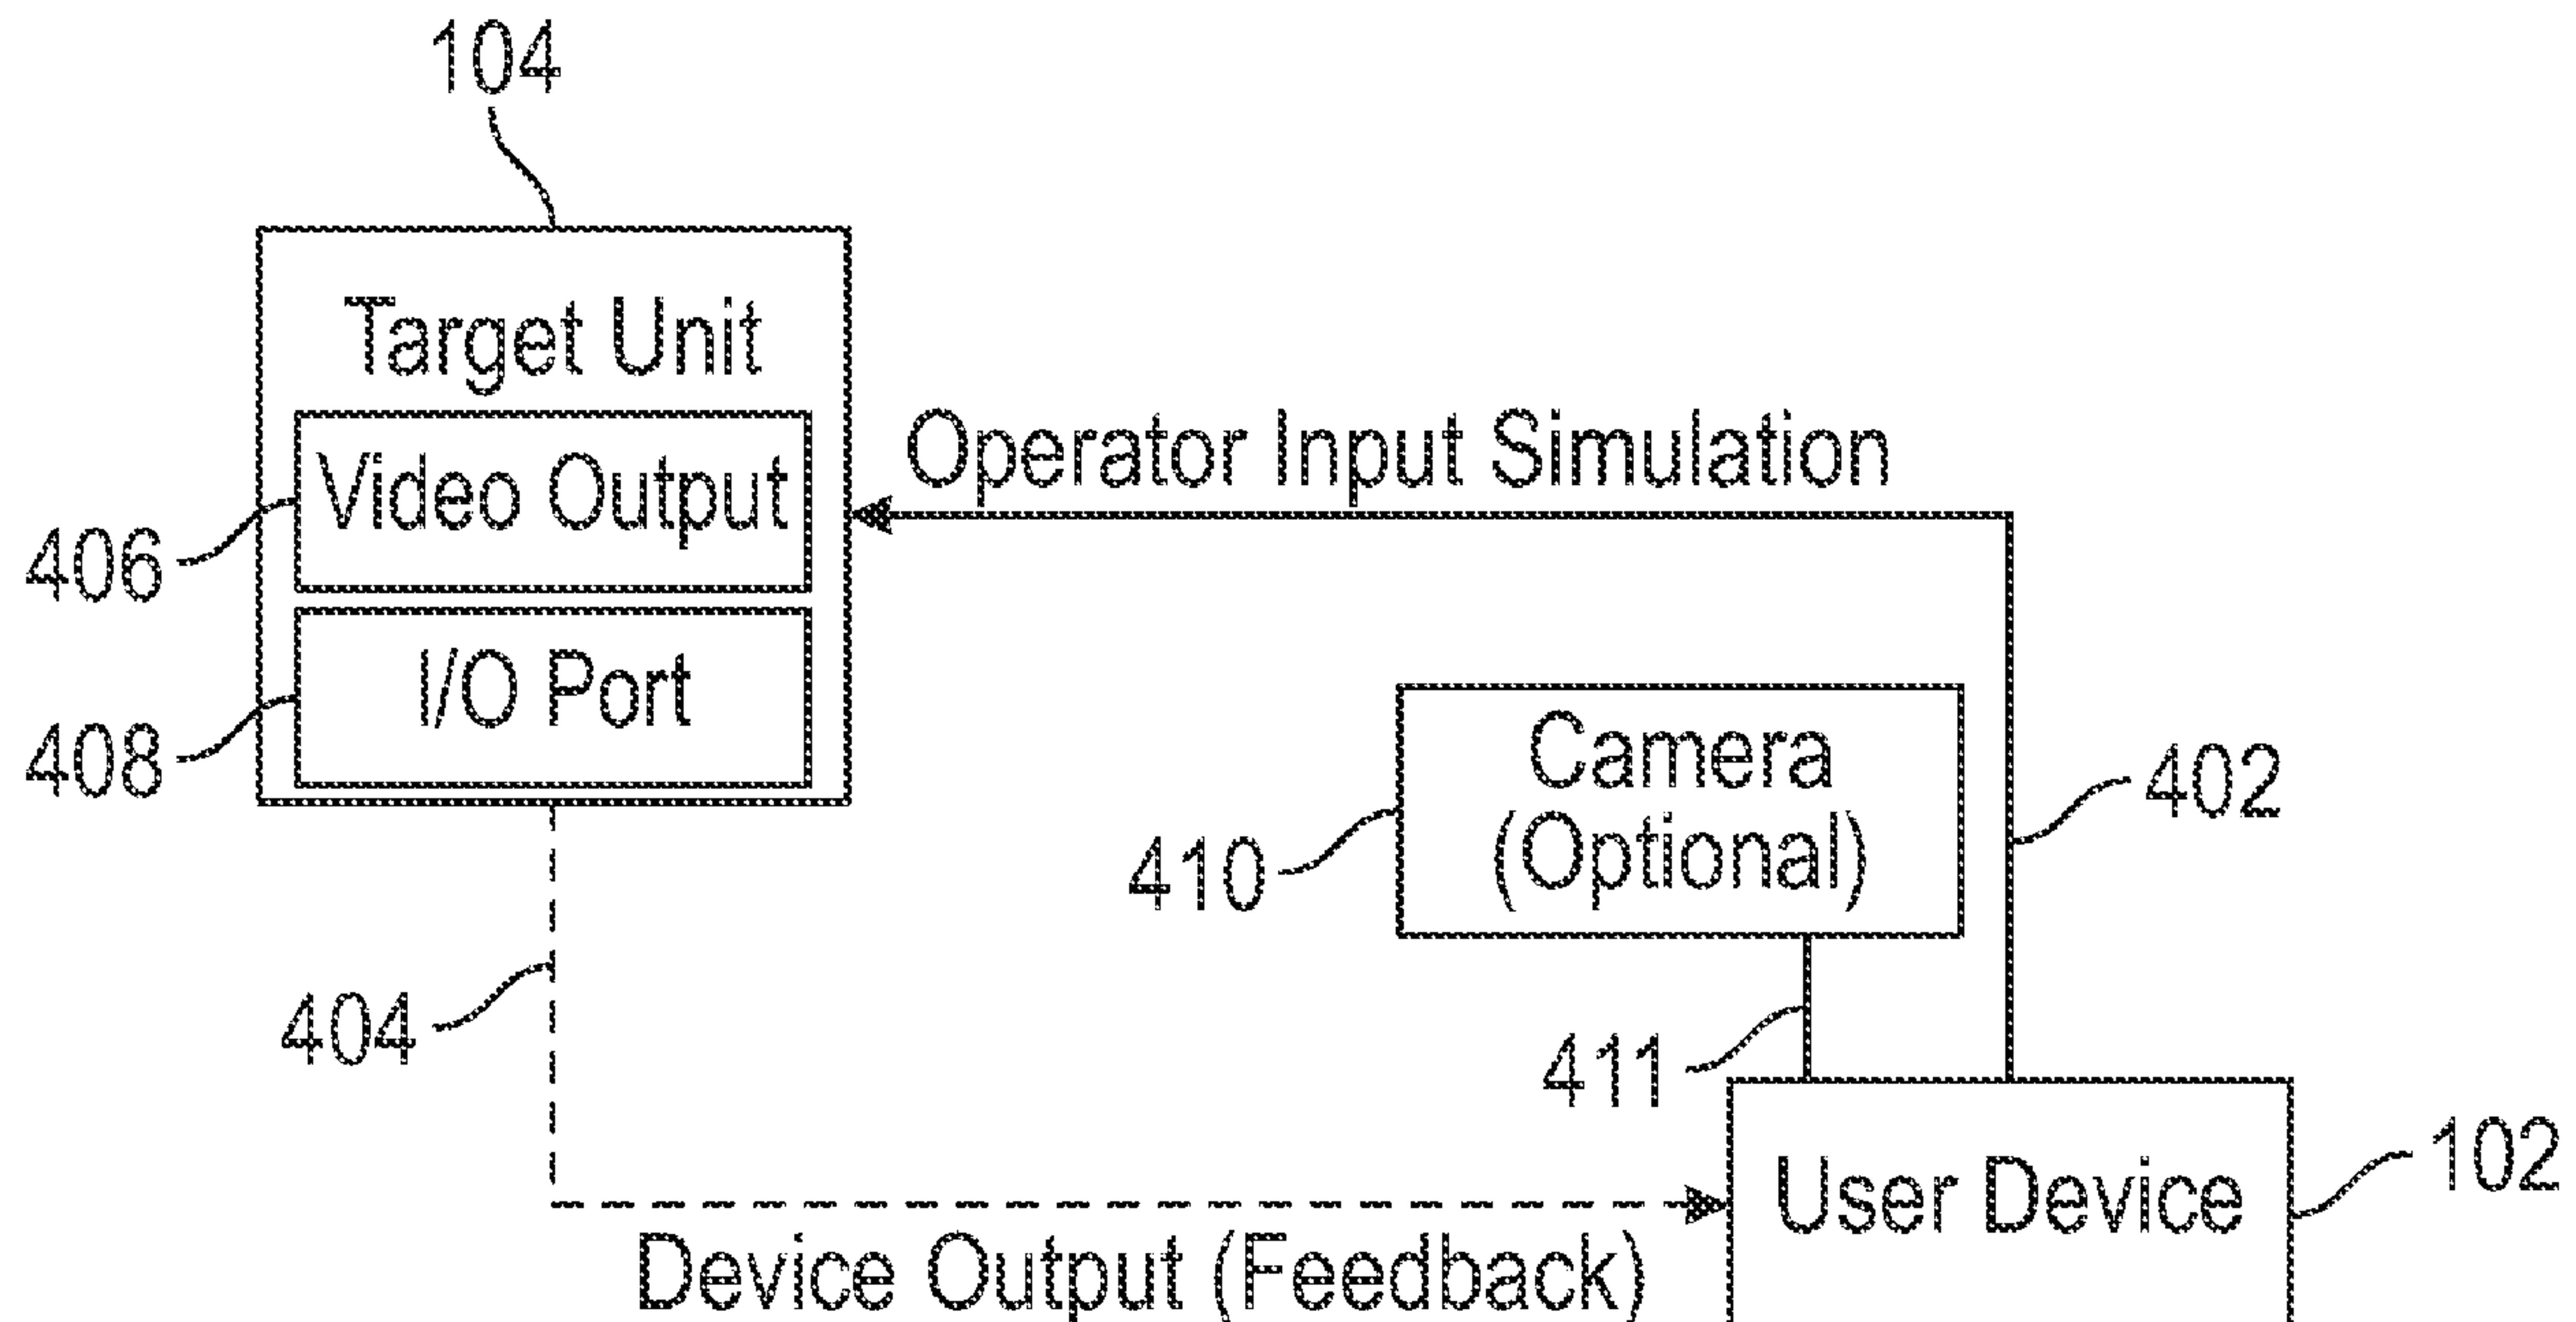 104
Target Unit
Video Output
406
I/O Port
408
Operator Input Simulation
Camera
(Optional)
410
402
404
411
User Device
102
Device Output (Feedback)